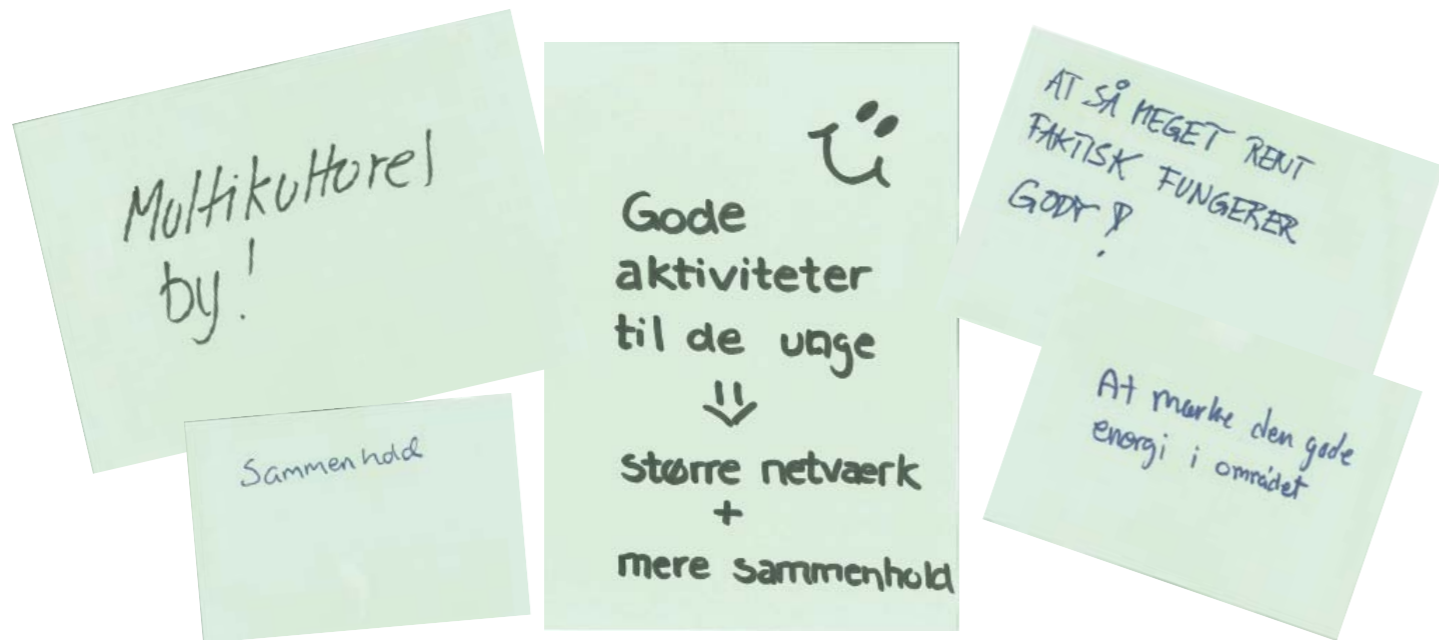 Multikulturel
by!
Sammenhold
Gode
aktiviteter
til de unge
⇓
større netværk
+
mere sammenhold
AT SÅ MEGET RENT
FAKTISK FUNGERER
GODT!
At mærke den gode
energi i området